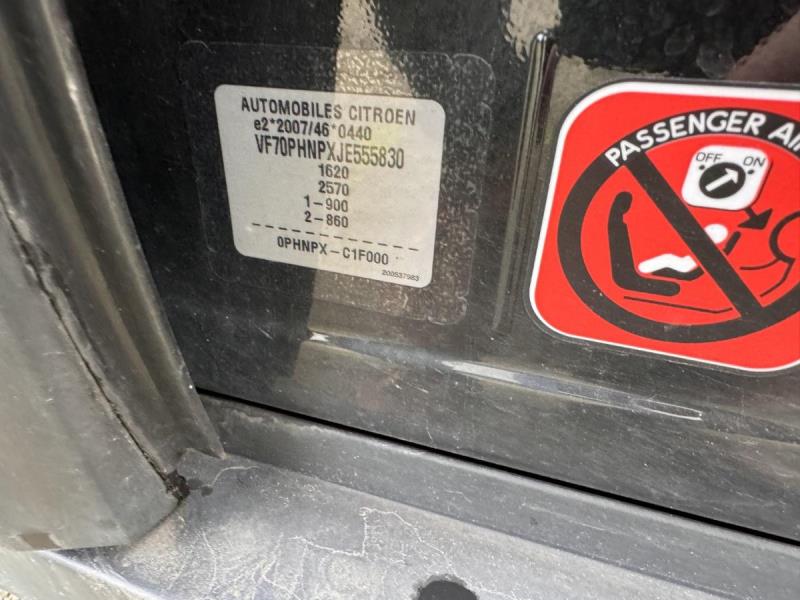 AUTOMOBILES CITROEN
e2*2007/46*0440
VF70PHNPXJE555830
1620
2570
1-900
2-860
0PHNPX-C1F000
200537983
PASSENGER AI
OFF ON